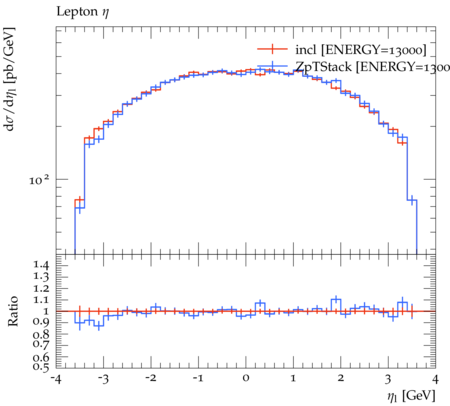 Lepton η
dσ/dηl [pb/GeV]
incl [ENERGY=13000]
ZpTStack [ENERGY=1300
10²
Ratio
1.4
1.3
1.2
1.1
1
0.9
0.8
0.7
0.6
0.5
-4 -3 -2 -1 0 1 2 3 4
ηl [GeV]